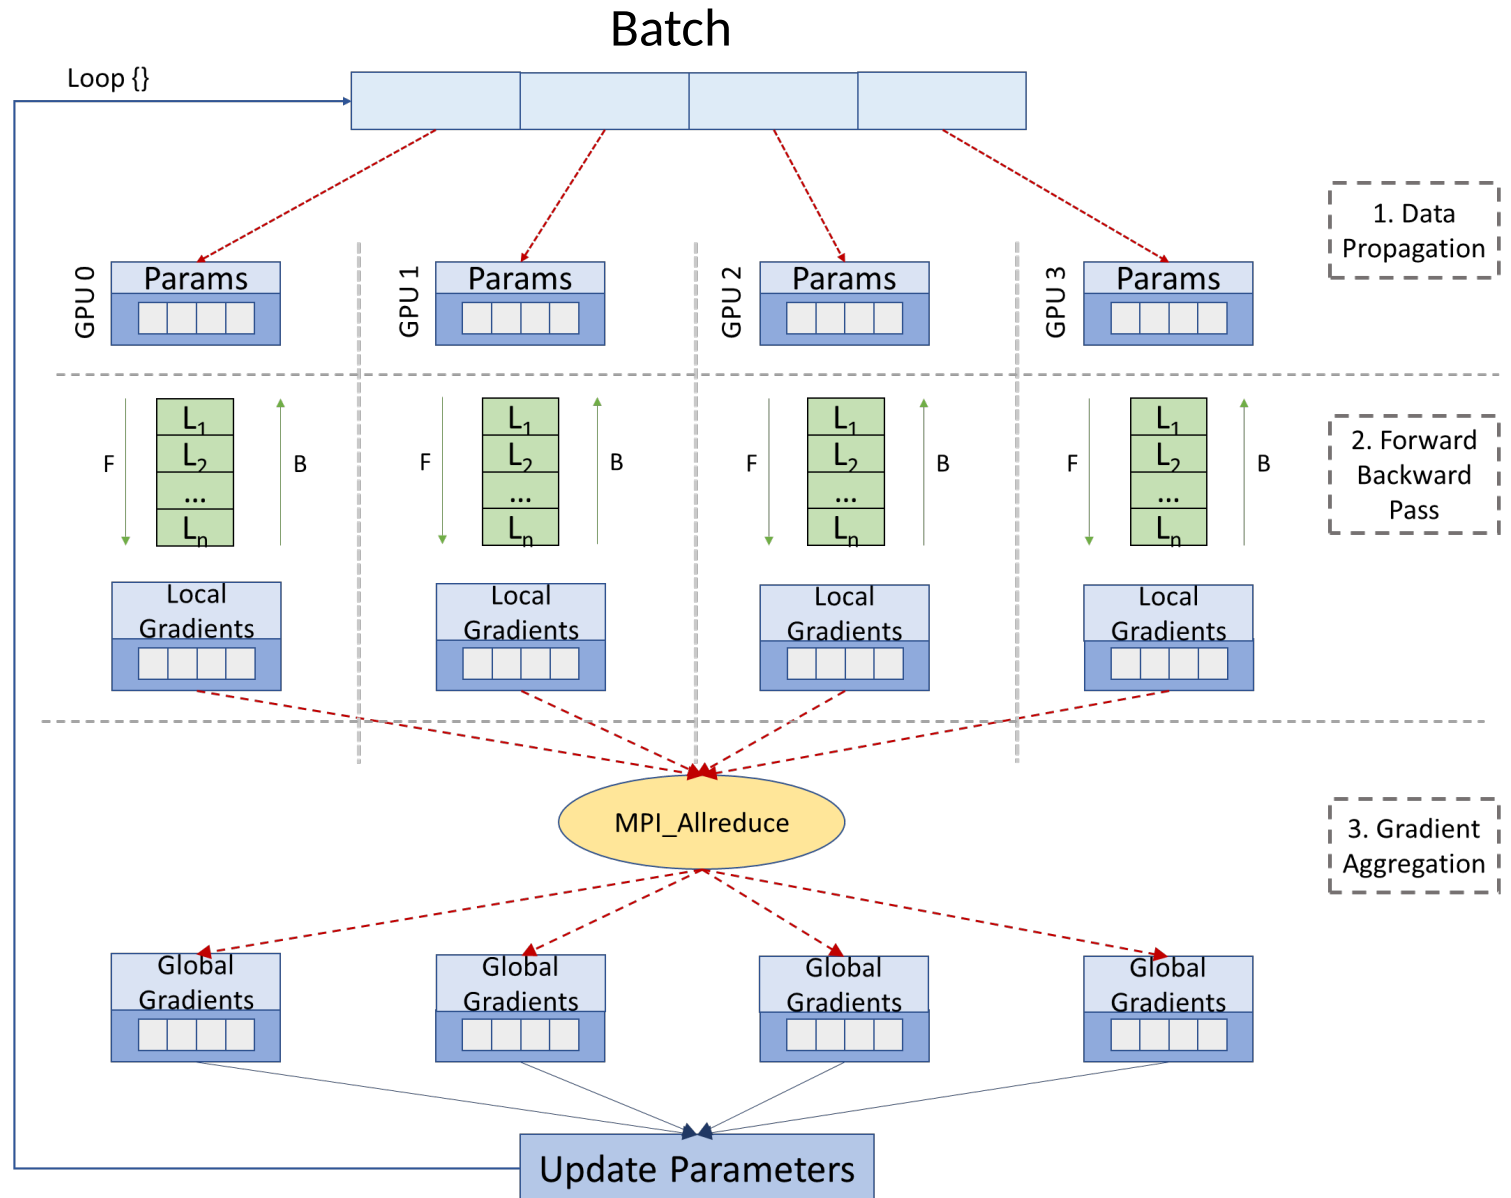 Batch
Loop {}
1. Data
Propagation
GPU 0
Params
GPU 1
Params
GPU 2
Params
GPU 3
Params
F
L1
L2
...
Ln
B
F
L1
L2
...
Ln
B
F
L1
L2
...
Ln
B
F
L1
L2
...
Ln
B
2. Forward
Backward
Pass
Local
Gradients
Local
Gradients
Local
Gradients
Local
Gradients
MPI_Allreduce
3. Gradient
Aggregation
Global
Gradients
Global
Gradients
Global
Gradients
Global
Gradients
Update Parameters